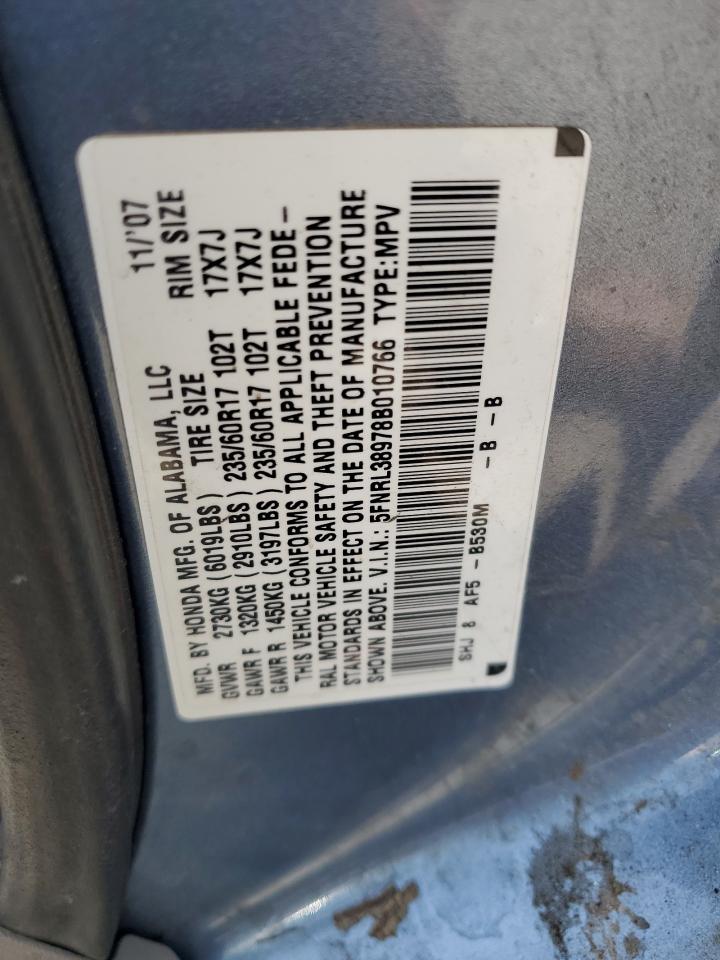 MFD. BY HONDA MFG. OF ALABAMA, LLC 11/'07
GVWR 2730KG (6019LBS) TIRE SIZE RIM SIZE
GAWR F 1320KG (2910LBS) 235/60R17 102T 17X7J
GAWR R 1450KG (3197LBS) 235/60R17 102T 17X7J
THIS VEHICLE CONFORMS TO ALL APPLICABLE FEDE-
RAL MOTOR VEHICLE SAFETY AND THEFT PREVENTION
STANDARDS IN EFFECT ON THE DATE OF MANUFACTURE
SHOWN ABOVE. V.I.N.: 5FNRL38978B010766 TYPE:MPV
SHJ 8 AF5 - B530M - B - B